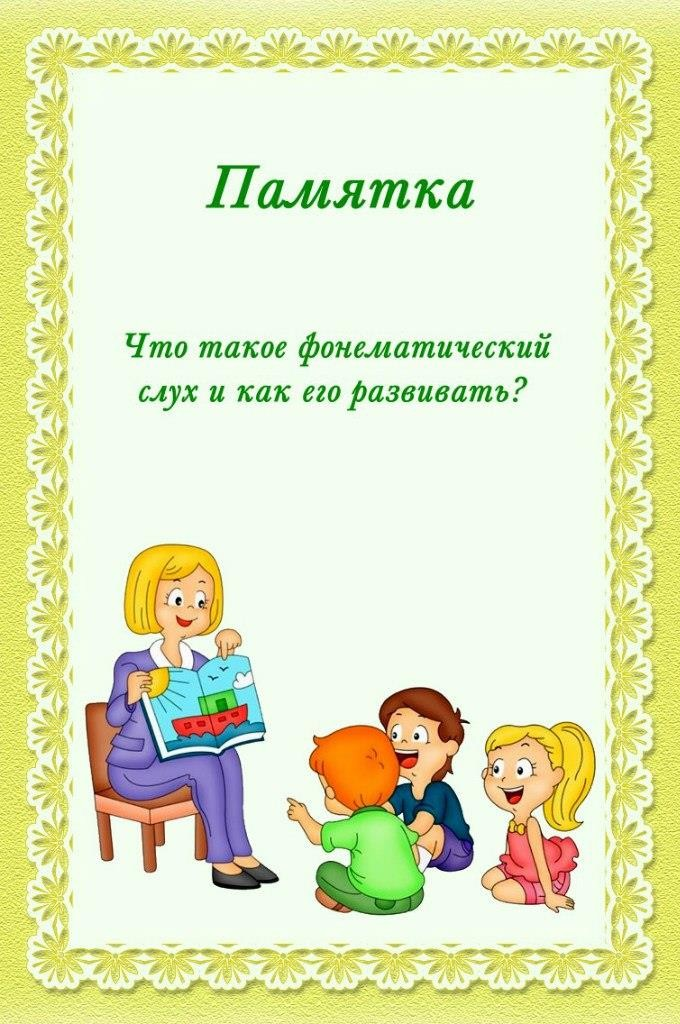 Памятка
Что такое фонематический
слух и как его развивать?